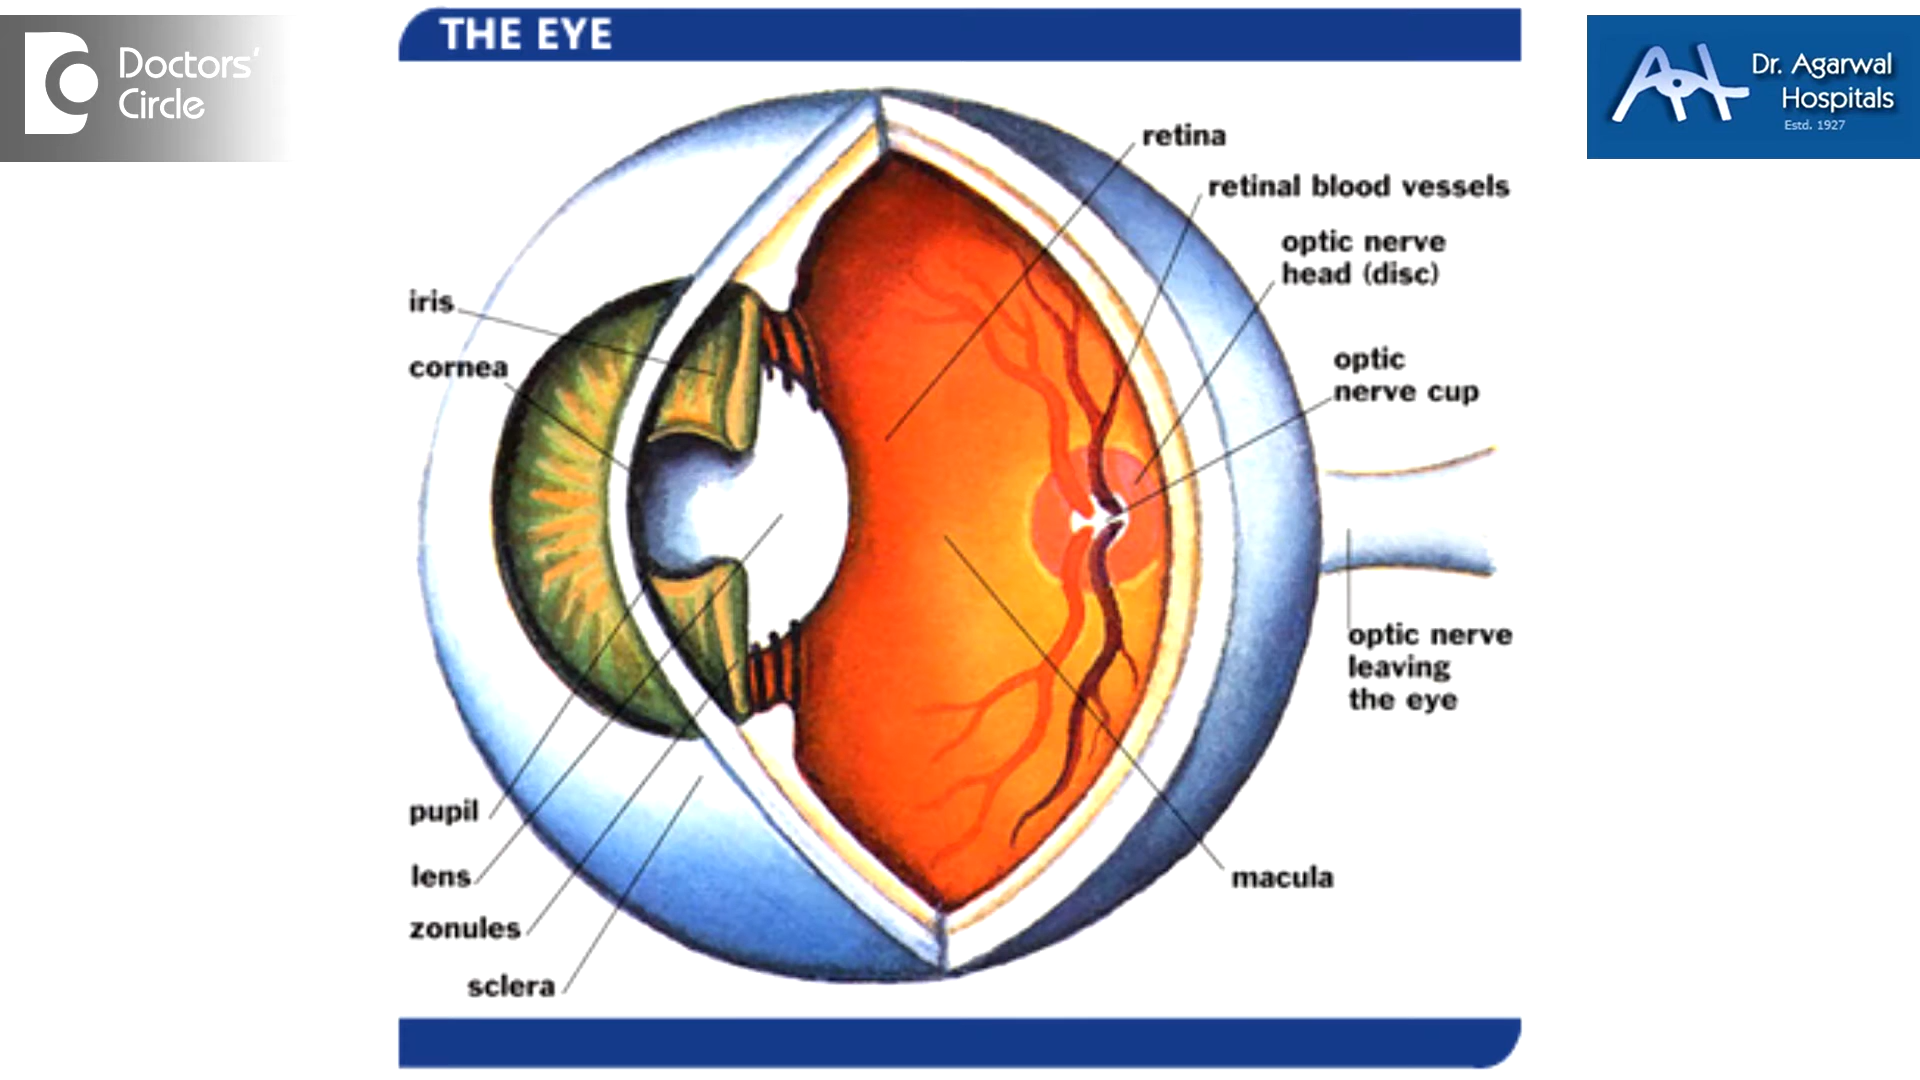 Doctors'
Circle
THE EYE
Dr. Agarwal
Hospitals
Estd. 1927
retina
retinal blood vessels
optic nerve
head (disc)
iris
cornea
optic
nerve cup
optic nerve
leaving
the eye
pupil
lens
zonules
sclera
macula